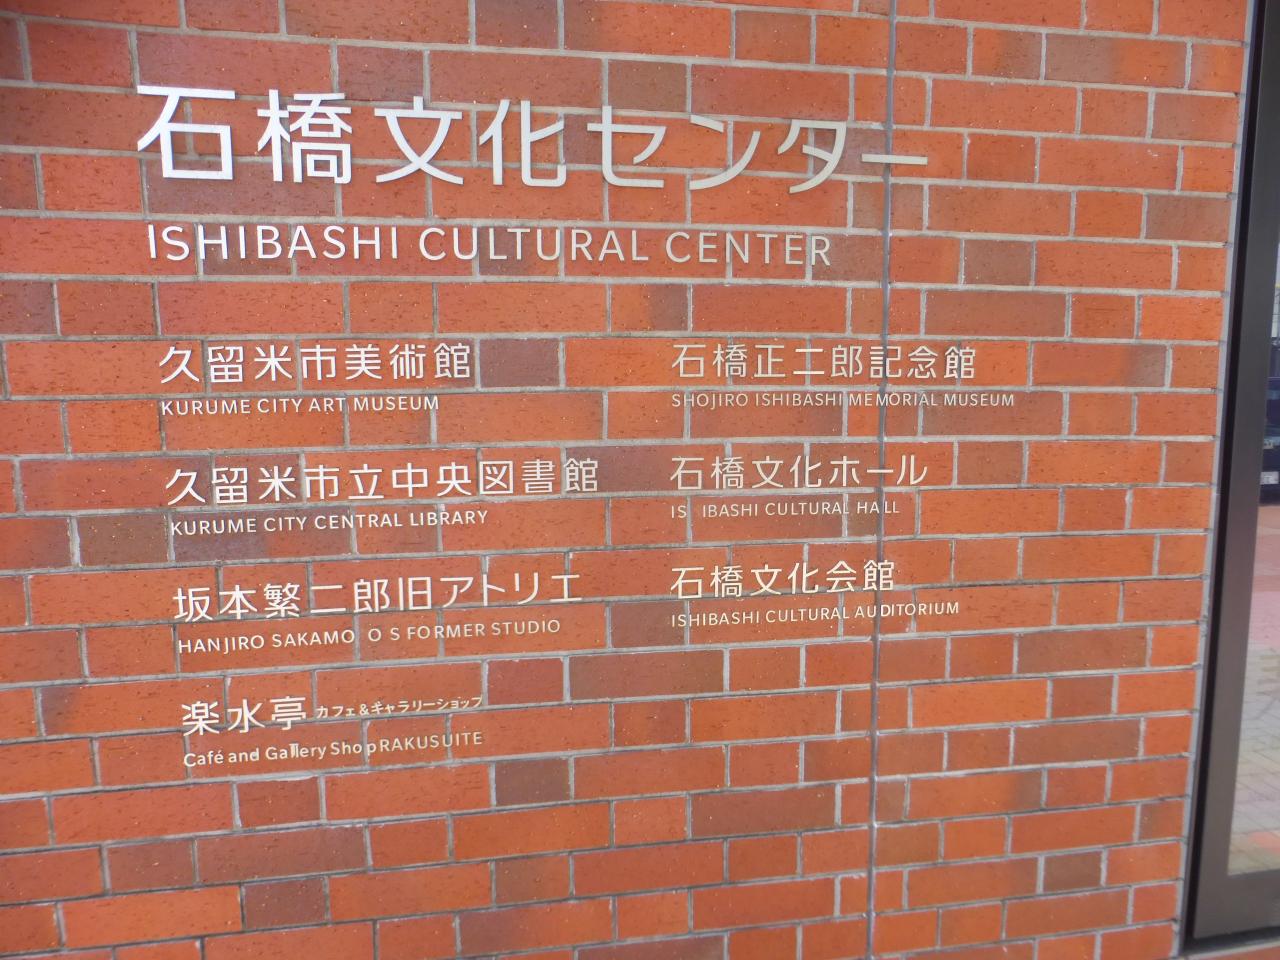 石橋文化センター
ISHIBASHI CULTURAL CENTER
久留米市美術館
KURUME CITY ART MUSEUM
久留米市立中央図書館
KURUME CITY CENTRAL LIBRARY
坂本繁二郎旧アトリエ
HANJIRO SAKAMO O S FORMER STUDIO
楽水亭 カフェ&ギャラリーショップ
Café and Gallery Shop RAKUSUITE
石橋正二郎記念館
SHOJIRO ISHIBASHI MEMORIAL MUSEUM
石橋文化ホール
IS IBASHI CULTURAL HALL
石橋文化会館
ISHIBASHI CULTURAL AUDITORIUM